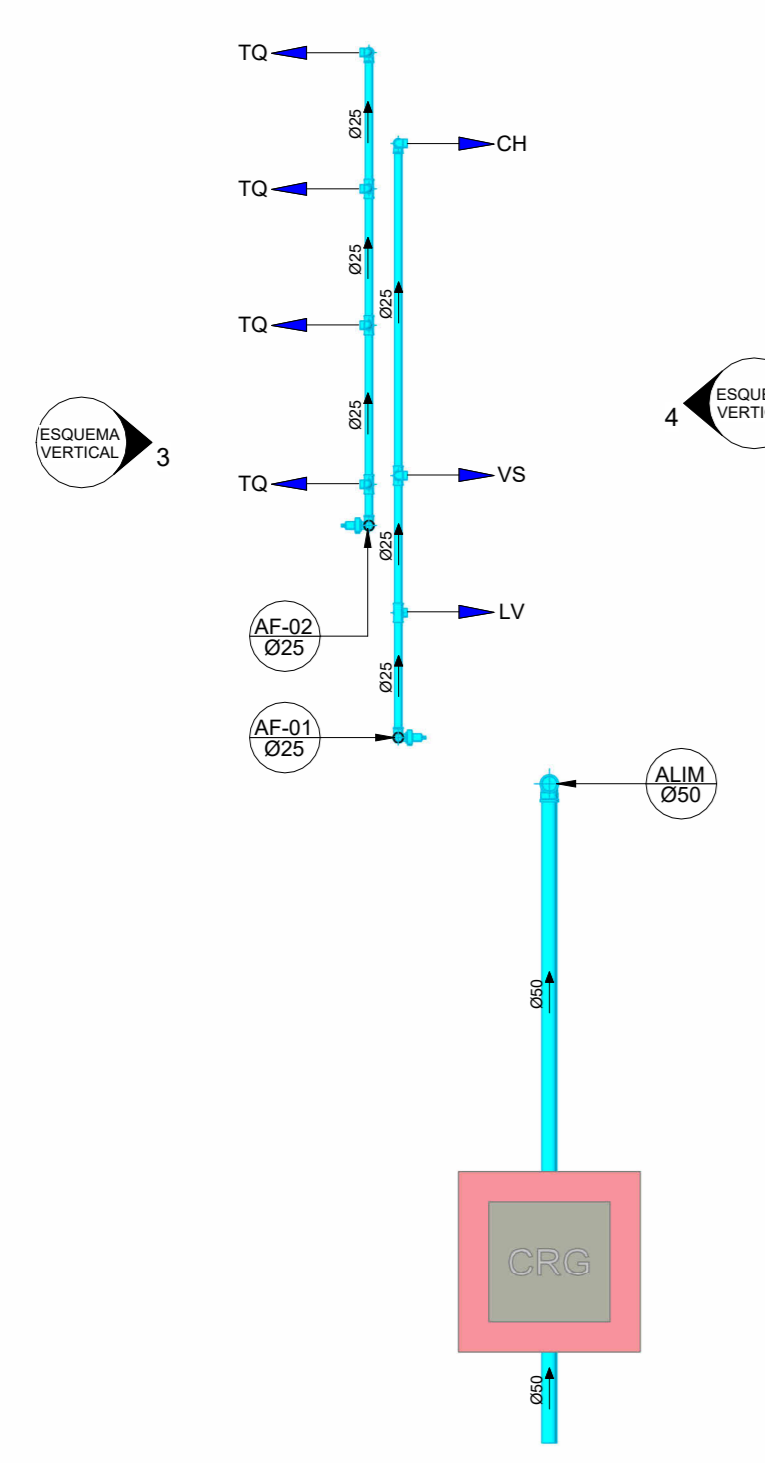 TQ
Ø25
CH
TQ
Ø25
Ø25
TQ
ESQUEMA
VERTICAL
3
4
Ø25
TQ
VS
Ø25
LV
AF-02
Ø25
Ø25
AF-01
Ø25
ALIM
Ø50
Ø50
CRG
Ø50